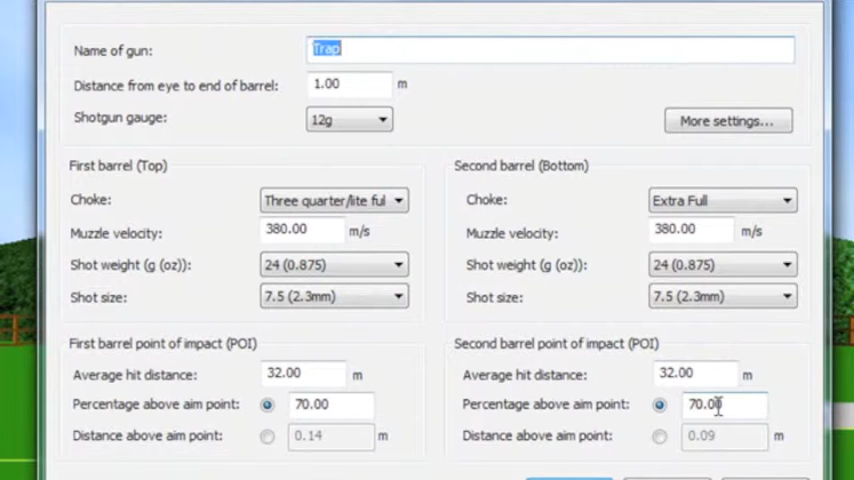 Name of gun: Trap
Distance from eye to end of barrel: 1.00 m
Shotgun gauge: 12g More settings...
First barrel (Top) Second barrel (Bottom)
Choke: Three quarter/lite ful Choke: Extra Full
Muzzle velocity: 380.00 m/s Muzzle velocity: 380.00 m/s
Shot weight (g (oz)): 24 (0.875) Shot weight (g (oz)): 24 (0.875)
Shot size: 7.5 (2.3mm) Shot size: 7.5 (2.3mm)
First barrel point of impact (POI) Second barrel point of impact (POI)
Average hit distance: 32.00 m Average hit distance: 32.00 m
Percentage above aim point: 70.00 Percentage above aim point: 70.00
Distance above aim point: 0.14 m Distance above aim point: 0.09 m